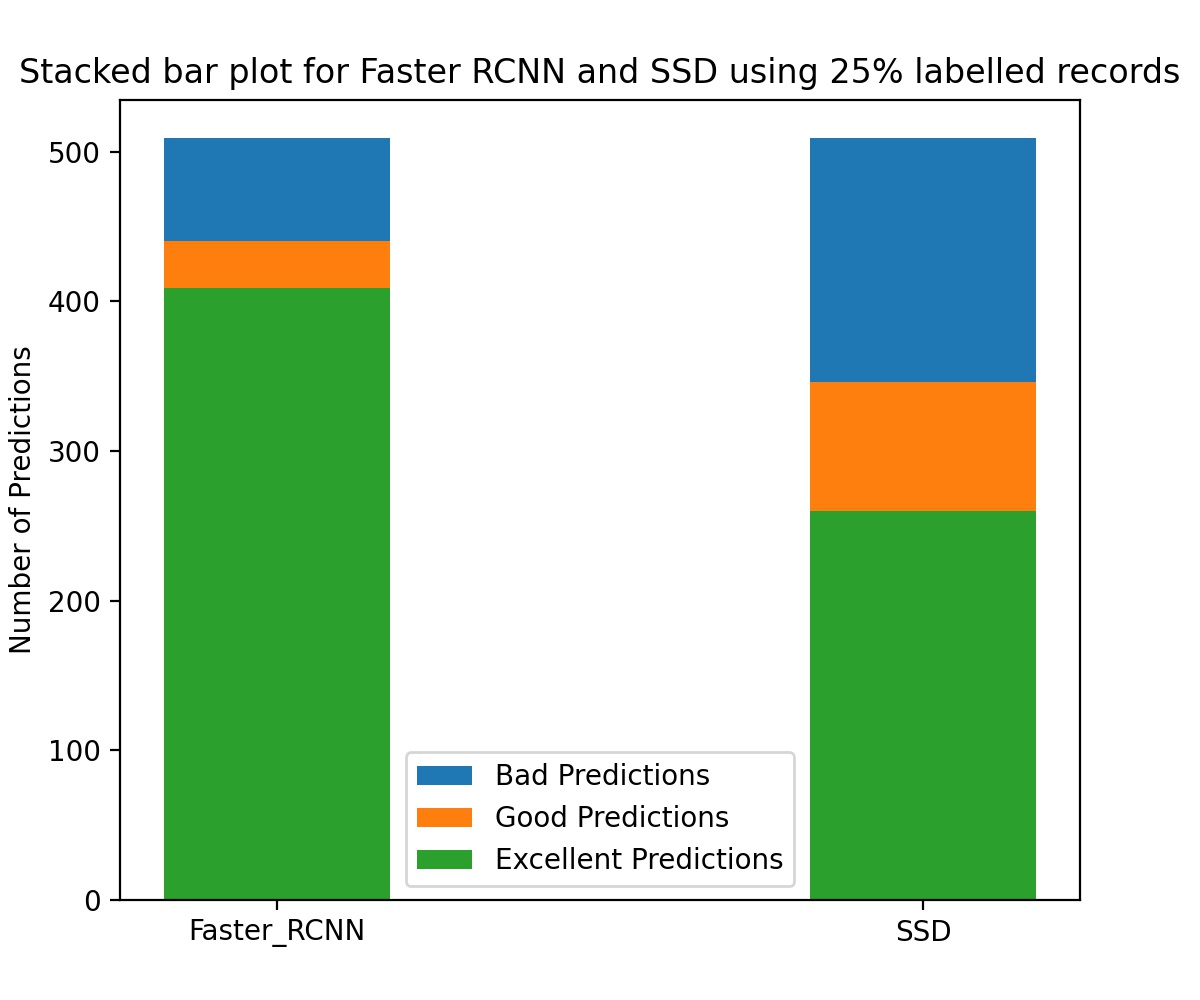 Stacked bar plot for Faster RCNN and SSD using 25% labelled records
500
400
300
200
100
0
Number of Predictions
Bad Predictions
Good Predictions
Excellent Predictions
Faster_RCNN
SSD